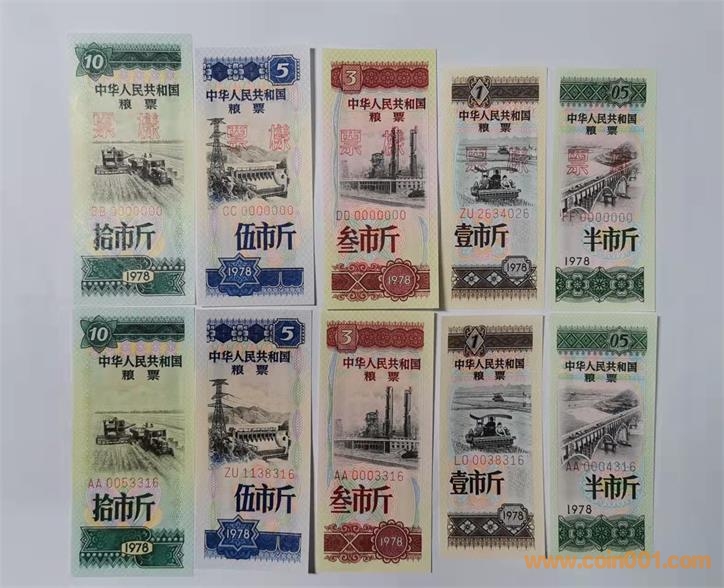 10
中华人民共和国
粮票
票樣
BB 0000000
拾市斤
1978
5
中华人民共和国
粮票
票樣
CC 0000000
伍市斤
1978
3
中华人民共和国
粮票
票樣
DD 0000000
叁市斤
1978
1
中华人民共和国
粮票
票樣
ZU 2634026
壹市斤
1978
05
中华人民共和国
粮票
票樣
FF 0000000
半市斤
1978
10
中华人民共和国
粮票
AA 0053316
拾市斤
1978
5
中华人民共和国
粮票
ZU 1138316
伍市斤
1978
3
中华人民共和国
粮票
AA 0003316
叁市斤
1978
1
中华人民共和国
粮票
LO 0038316
壹市斤
1978
05
中华人民共和国
粮票
AA 0004316
半市斤
1978
www.coin001.com